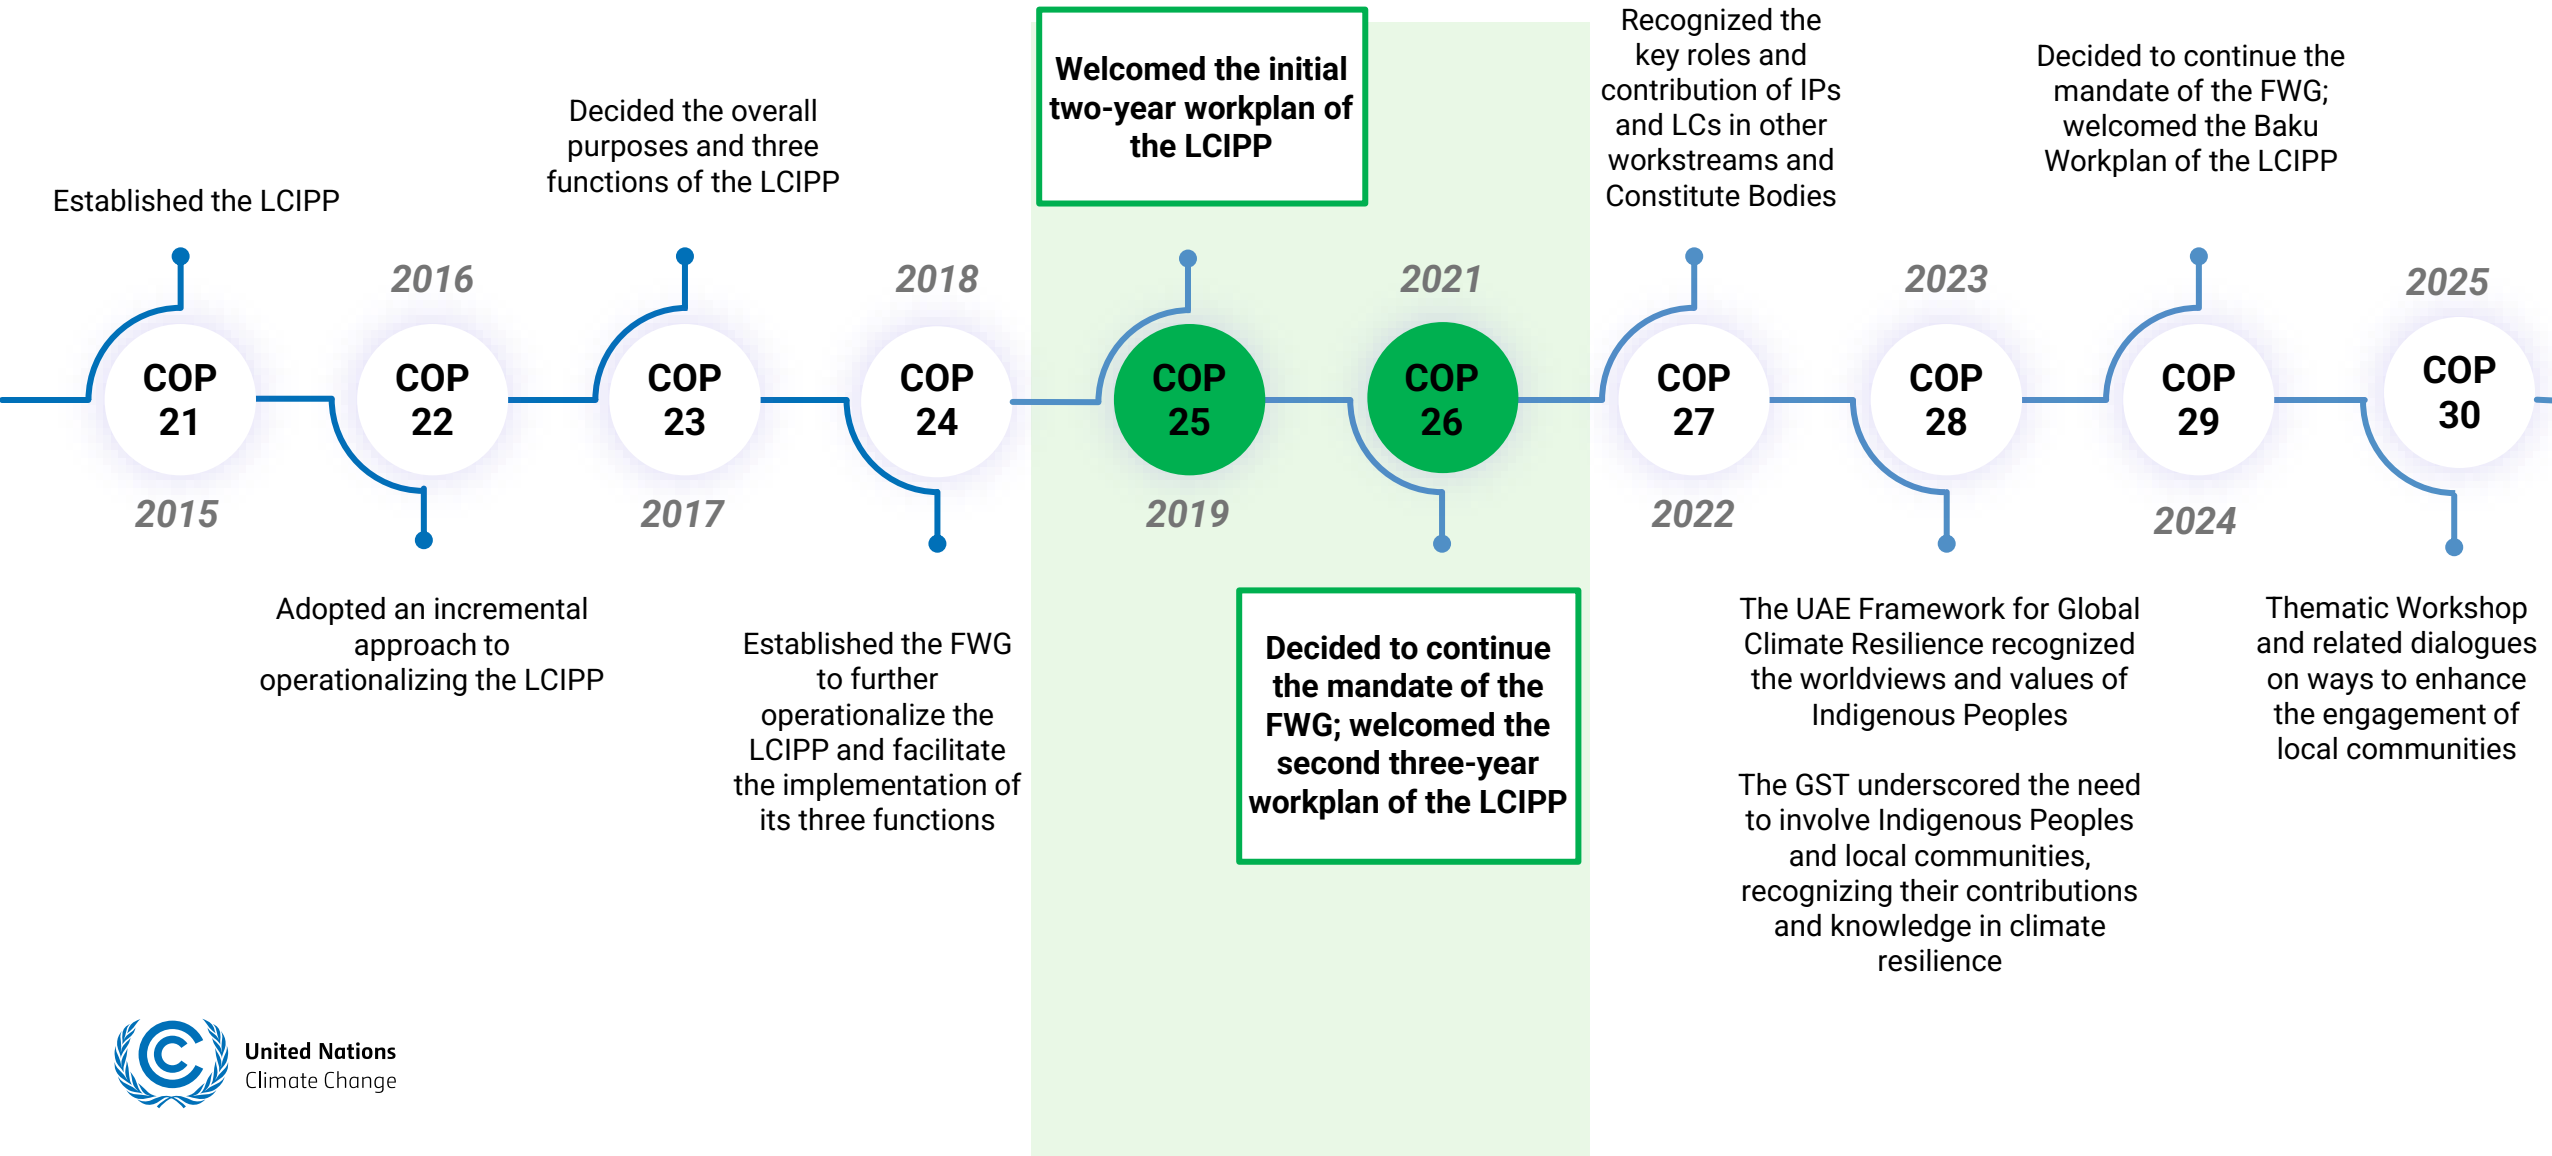 Established the LCIPP
COP
21
2015
2016
COP
22
Adopted an incremental
approach to
operationalizing the LCIPP
Decided the overall
purposes and three
functions of the LCIPP
COP
23
2017
2018
COP
24
Established the FWG
to further
operationalize the
LCIPP and facilitate
the implementation of
its three functions
Welcomed the initial
two-year workplan of
the LCIPP
COP
25
2019
2021
COP
26
Decided to continue
the mandate of the
FWG; welcomed the
second three-year
workplan of the LCIPP
Recognized the
key roles and
contribution of IPs
and LCs in other
workstreams and
Constitute Bodies
COP
27
2022
2023
COP
28
The UAE Framework for Global
Climate Resilience recognized
the worldviews and values of
Indigenous Peoples
The GST underscored the need
to involve Indigenous Peoples
and local communities,
recognizing their contributions
and knowledge in climate
resilience
Decided to continue the
mandate of the FWG;
welcomed the Baku
Workplan of the LCIPP
COP
29
2024
2025
COP
30
Thematic Workshop
and related dialogues
on ways to enhance
the engagement of
local communities
United Nations
Climate Change